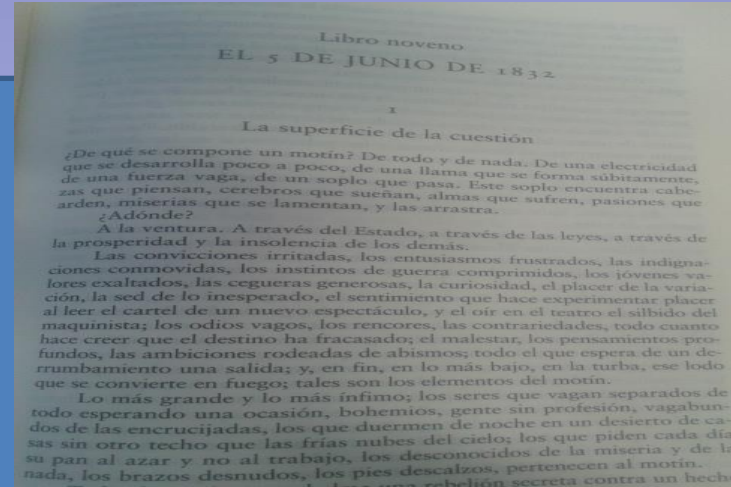 Libro noveno
EL 5 DE JUNIO DE 1832
I
La superficie de la cuestión
¿De qué se compone un motín? De todo y de nada. De una electricidad
que se desarrolla poco a poco, de una llama que se forma súbitamente,
de una fuerza vaga, de un soplo que pasa. Este soplo encuentra cabe-
zas que piensan, cerebros que sueñan, almas que sufren, pasiones que
arden, miserias que se lamentan, y las arrastra.
¿Adónde?
A la ventura. A través del Estado, a través de las leyes, a través de
la prosperidad y la insolencia de los demás.
Las convicciones irritadas, los entusiasmos frustrados, las indigna-
ciones conmovidas, los instintos de guerra comprimidos, los jóvenes va-
lores exaltados, las cegueras generosas, la curiosidad, el placer de la varia-
ción, la sed de lo inesperado, el sentimiento que hace experimentar placer
al leer el cartel de un nuevo espectáculo, y el oír en el teatro el silbido del
maquinista; los odios vagos, los rencores, las contrariedades, todo cuanto
hace creer que el destino ha fracasado; el malestar, los pensamientos pro-
fundos, las ambiciones rodeadas de abismos; todo el que espera de un de-
rrumbamiento una salida; y, en fin, en lo más bajo, en la turba, ese lodo
que se convierte en fuego; tales son los elementos del motín.
Lo más grande y lo más ínfimo; los seres que vagan separados de
todo esperando una ocasión, bohemios, gente sin profesión, vagabun-
dos de las encrucijadas, los que duermen de noche en un desierto de ca-
sas sin otro techo que las frías nubes del cielo; los que piden cada día
su pan al azar y no al trabajo, los desconocidos de la miseria y de la
nada, los brazos desnudos, los pies descalzos, pertenecen al motín.
una rebelión secreta contra un hecho